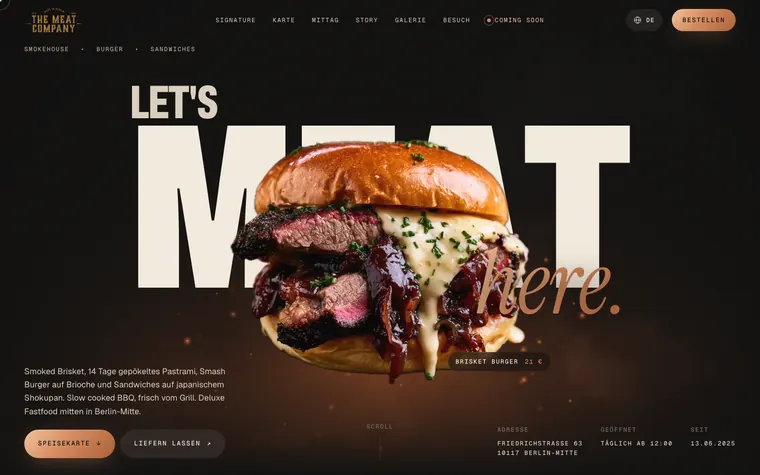 THE MEAT
COMPANY
SIGNATURE KARTE MITTAG STORY GALERIE BESUCH COMING SOON
DE
BESTELLEN
SMOKEHOUSE • BURGER • SANDWICHES
LET'S
MEAT
here.
BRISKET BURGER 21 €
Smoked Brisket, 14 Tage gepökeltes Pastrami, Smash
Burger auf Brioche und Sandwiches auf japanischem
Shokupan. Slow cooked BBQ, frisch vom Grill. Deluxe
Fastfood mitten in Berlin-Mitte.
SPEISEKARTE ↓
LIEFERN LASSEN ↗
SCROLL
ADRESSE
FRIEDRICHSTRASSE 63
10117 BERLIN-MITTE
GEÖFFNET
TÄGLICH AB 12:00
SEIT
13.06.2025